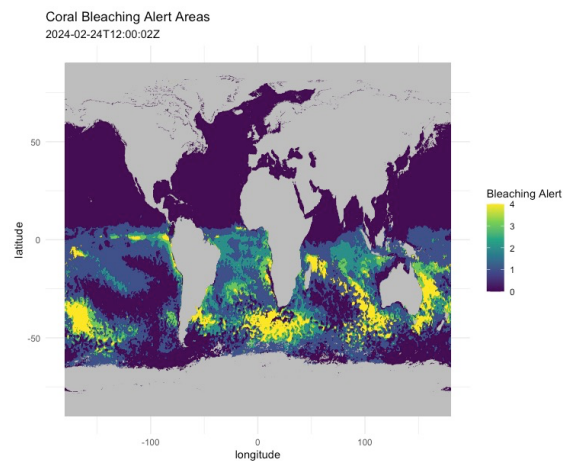 Coral Bleaching Alert Areas
2024-02-24T12:00:02Z
50
0
-50
latitude
-100
0
100
longitude
Bleaching Alert
4
3
2
1
0